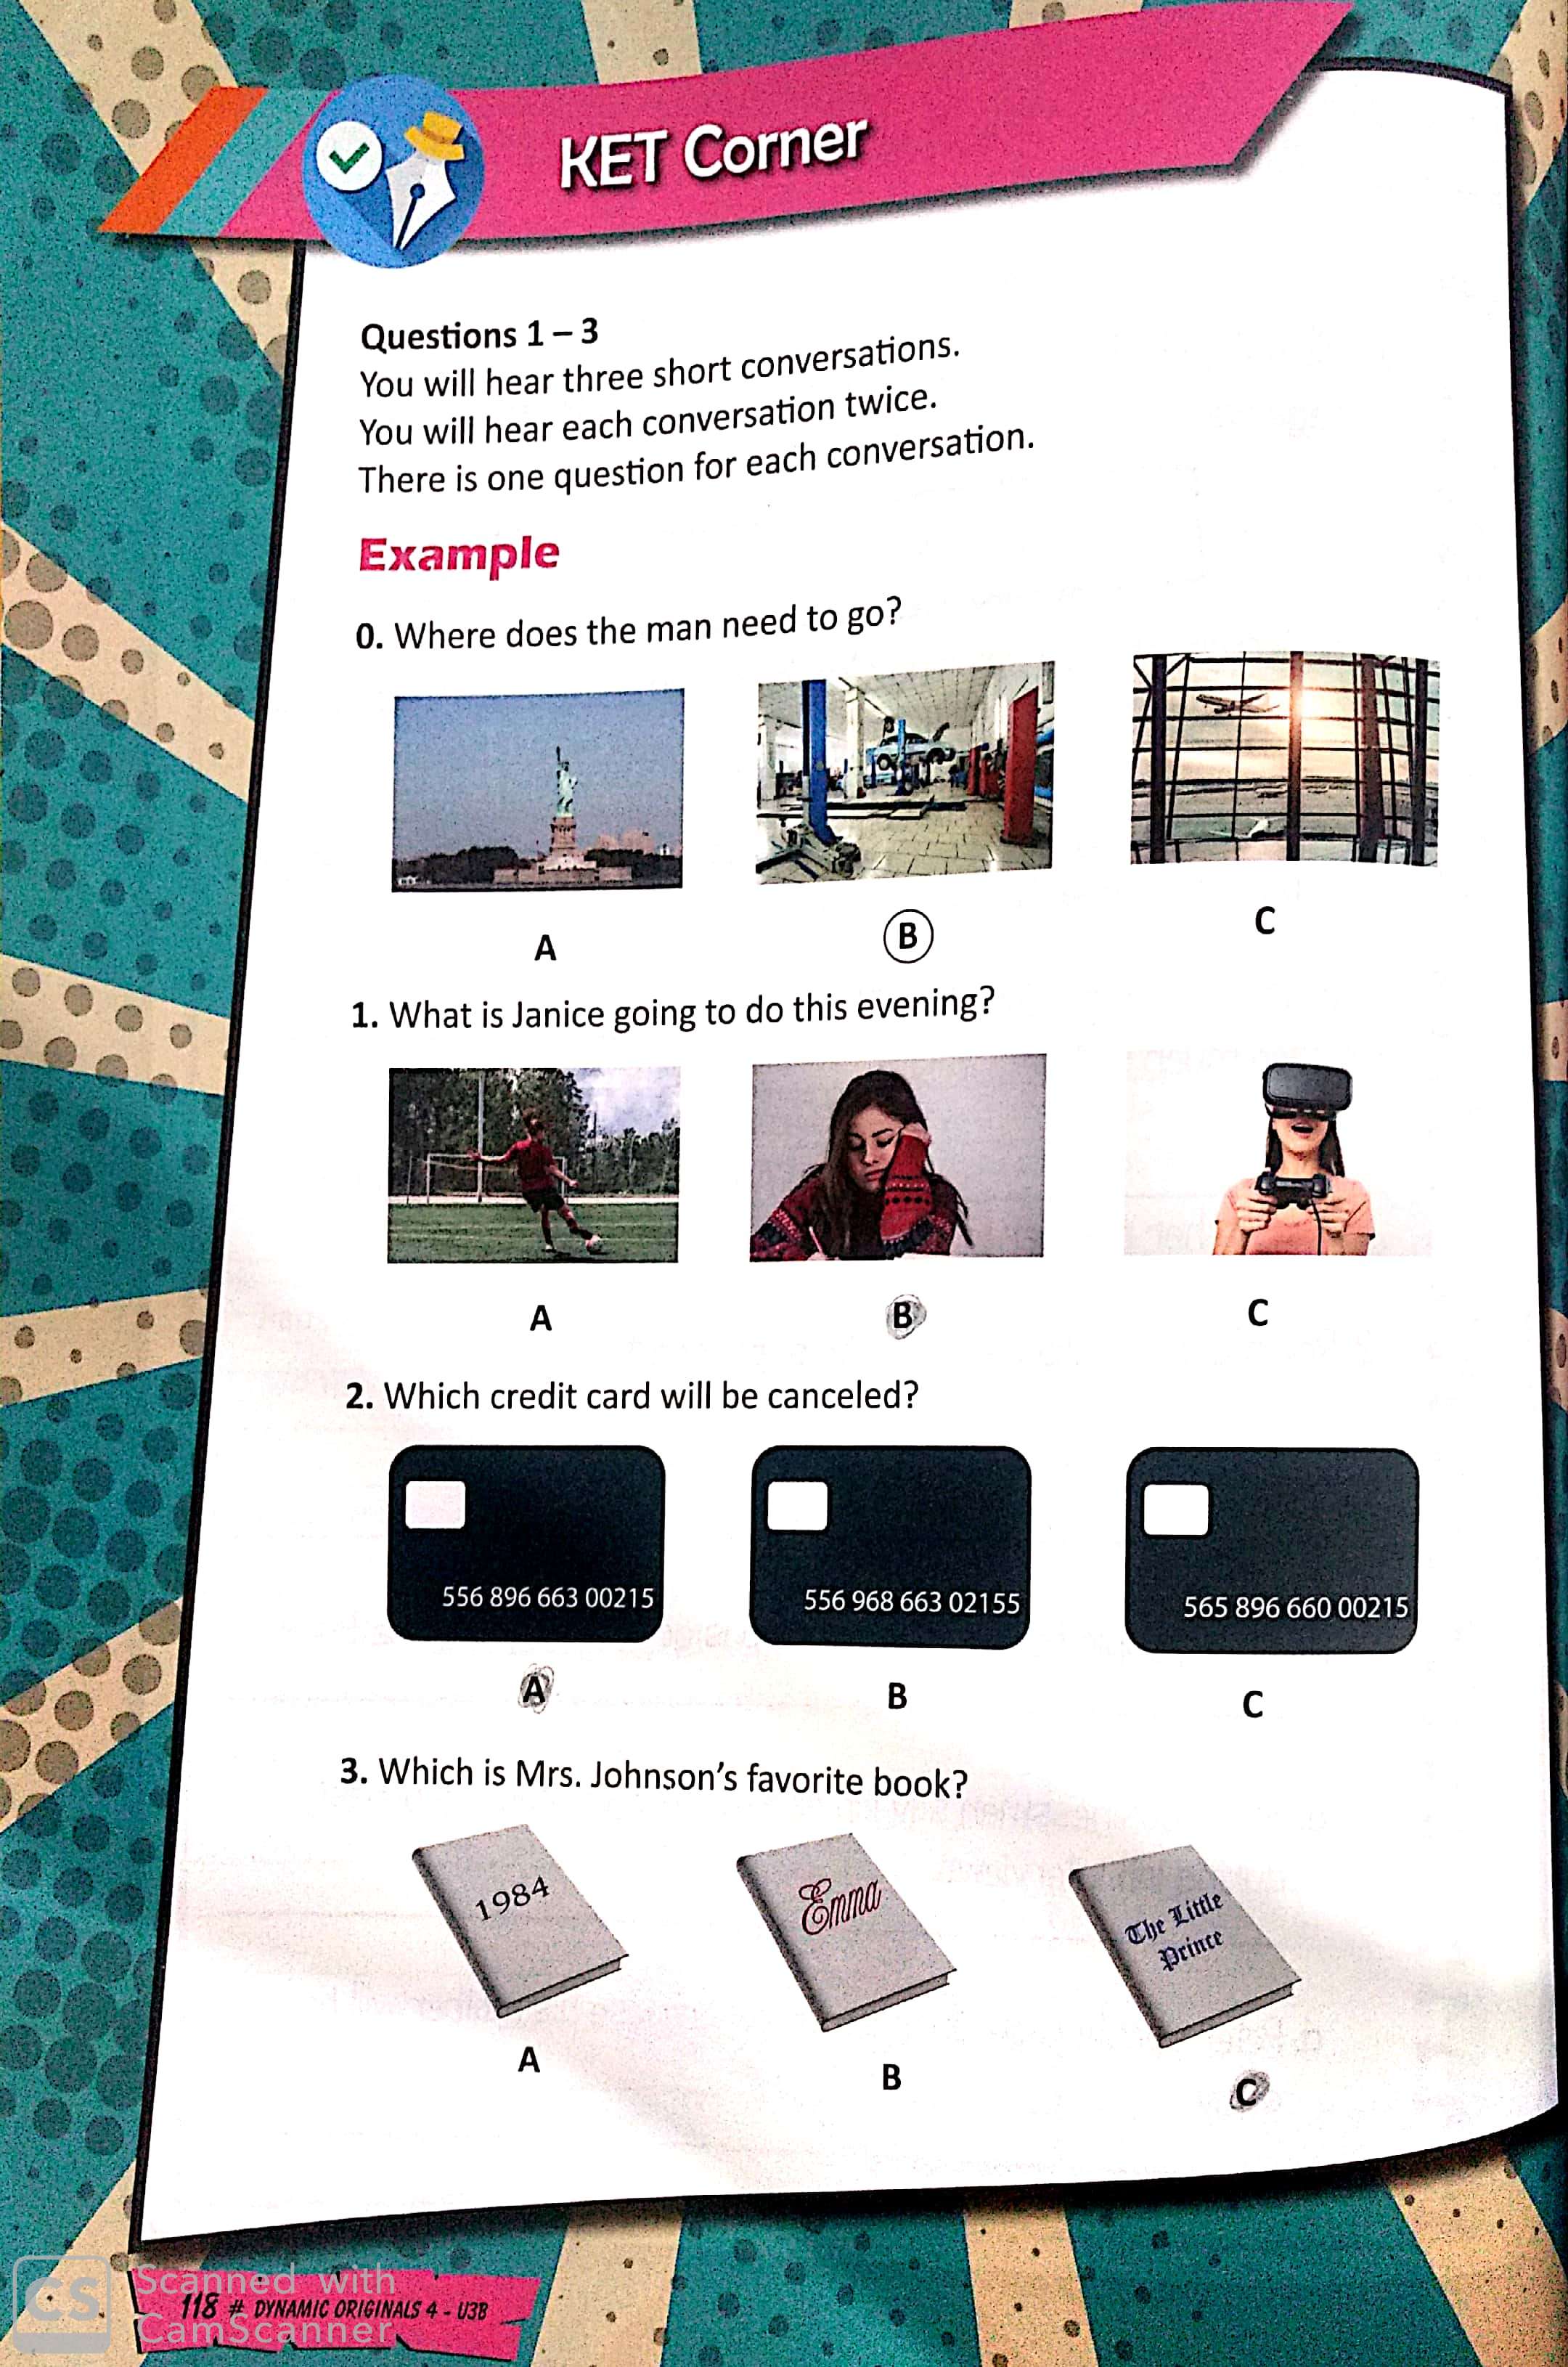 KET Corner
Questions 1 – 3
You will hear three short conversations.
You will hear each conversation twice.
There is one question for each conversation.
Example
0. Where does the man need to go?
A
B
C
1. What is Janice going to do this evening?
A
B
C
2. Which credit card will be canceled?
556 896 663 00215
556 968 663 02155
565 896 660 00215
A
B
C
3. Which is Mrs. Johnson's favorite book?
1984
Emma
The Little
Prince
A
B
C
118 # DYNAMIC ORIGINALS 4 - U3B
CS
Scanned with
CamScanner